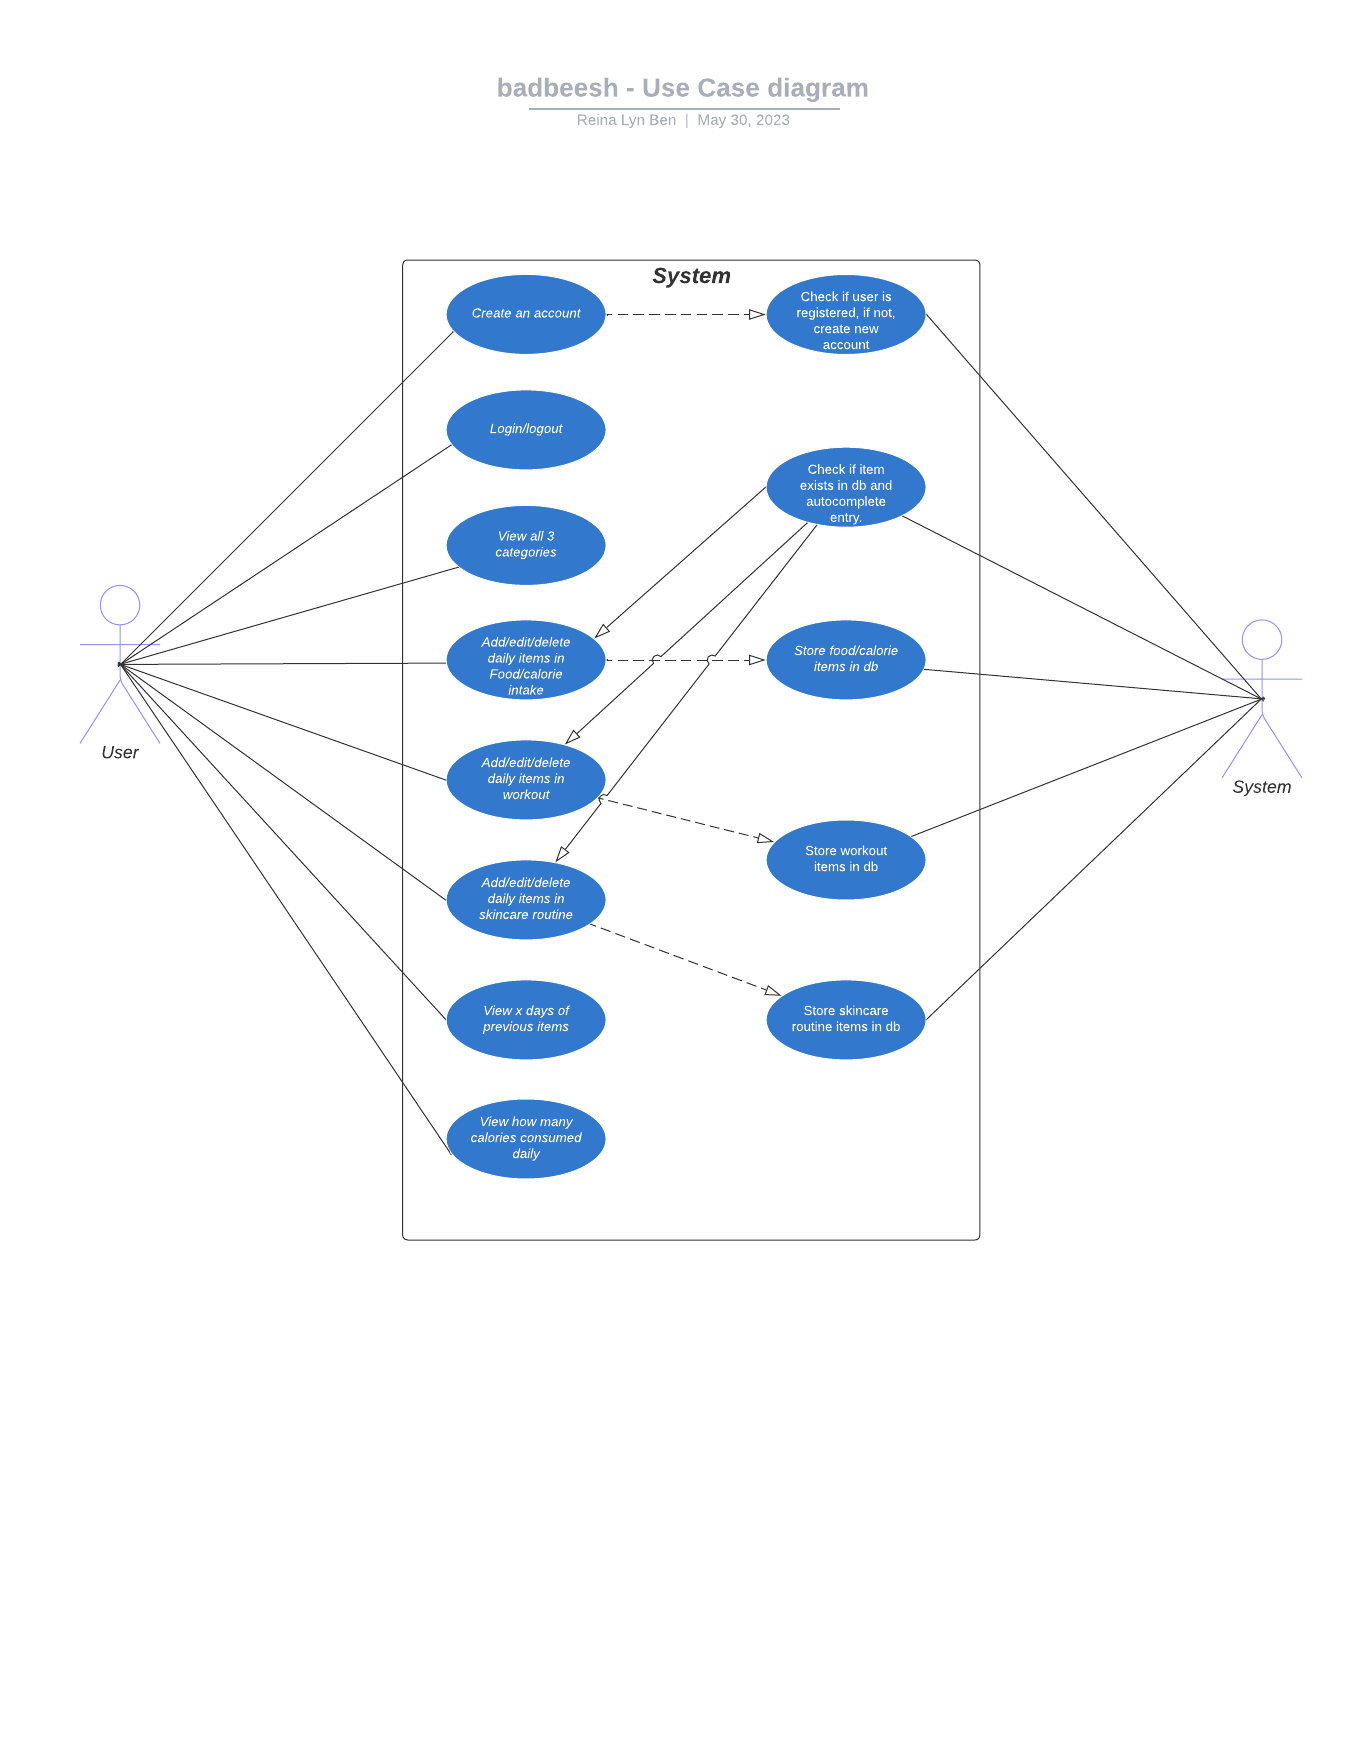 badbeesh - Use Case diagram
Reina Lyn Ben | May 30, 2023
System
Create an account
Check if user is
registered, if not,
create new
account
Login/logout
Check if item
exists in db and
autocomplete
entry.
View all 3
categories
Add/edit/delete
daily items in
Food/calorie
intake
Store food/calorie
items in db
User
System
Add/edit/delete
daily items in
workout
Store workout
items in db
Add/edit/delete
daily items in
skincare routine
View x days of
previous items
Store skincare
routine items in db
View how many
calories consumed
daily